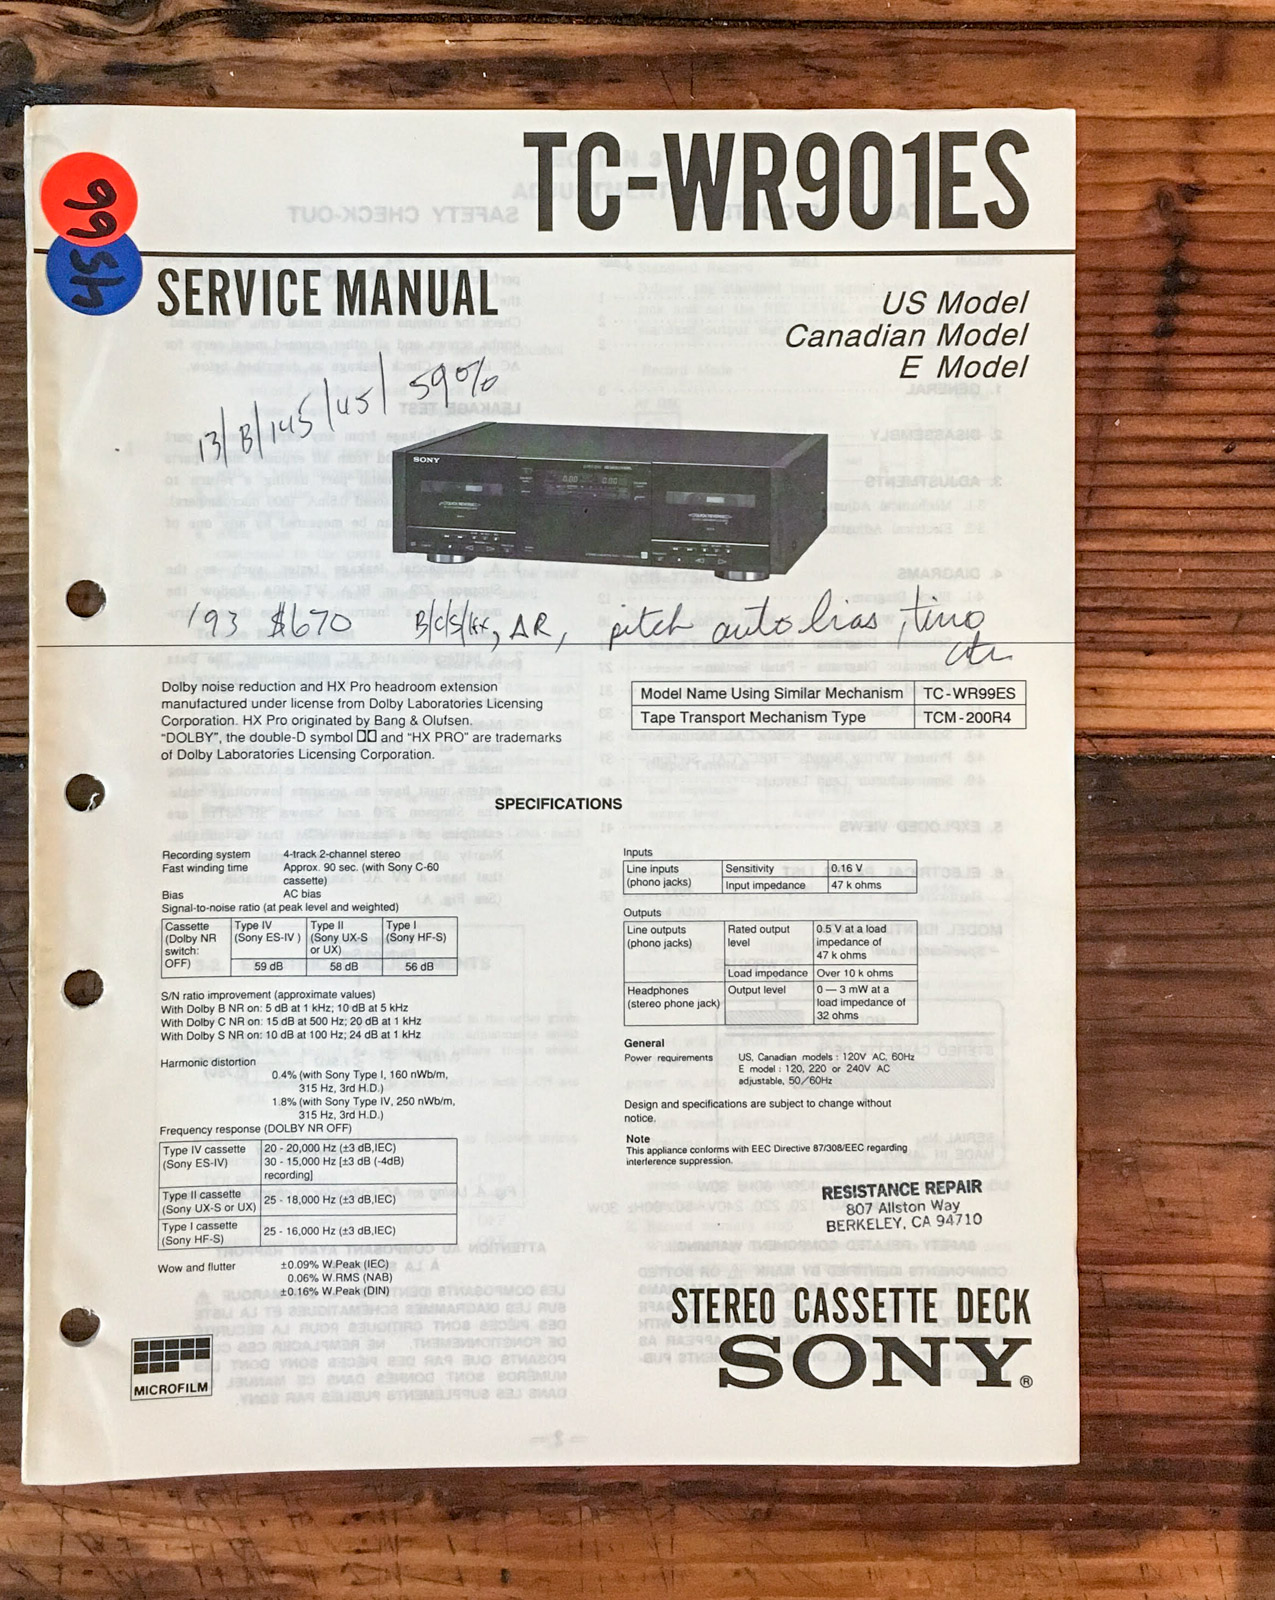 TC-WR901ES
66
45
SERVICE MANUAL
US Model
Canadian Model
E Model
13/B/145/45/59%
SONY
'93 $670 B/C/S/HX, AR, pitch auto bias,
Dolby noise reduction and HX Pro headroom extension
manufactured under license from Dolby Laboratories Licensing
Corporation. HX Pro originated by Bang & Olufsen.
"DOLBY", the double-D symbol and "HX PRO" are trademarks
of Dolby Laboratories Licensing Corporation.
Model Name Using Similar Mechanism TC-WR99ES
Tape Transport Mechanism Type TCM-200R4
SPECIFICATIONS
Recording system 4-track 2-channel stereo
Fast winding time Approx. 90 sec. (with Sony C-60
cassette)
Bias AC bias
Signal-to-noise ratio (at peak level and weighted)
Cassette (Dolby NR switch: OFF) Type IV (Sony ES-IV) Type II (Sony UX-S or UX) Type I (Sony HF-S)
59 dB 58 dB 56 dB
S/N ratio improvement (approximate values)
With Dolby B NR on: 5 dB at 1 kHz; 10 dB at 5 kHz
With Dolby C NR on: 15 dB at 500 Hz; 20 dB at 1 kHz
With Dolby S NR on: 10 dB at 100 Hz; 24 dB at 1 kHz
Harmonic distortion
0.4% (with Sony Type I, 160 nWb/m,
315 Hz, 3rd H.D.)
1.8% (with Sony Type IV, 250 nWb/m,
315 Hz, 3rd H.D.)
Frequency response (DOLBY NR OFF)
Type IV cassette 20 - 20,000 Hz (±3 dB,IEC)
(Sony ES-IV) 30 - 15,000 Hz [±3 dB (-4dB)
recording]
Type II cassette
(Sony UX-S or UX) 25 - 18,000 Hz (±3 dB,IEC)
Type I cassette
(Sony HF-S) 25 - 16,000 Hz (±3 dB,IEC)
Wow and flutter ±0.09% W.Peak (IEC)
0.06% W.RMS (NAB)
±0.16% W.Peak (DIN)
MICROFILM
Inputs
Line inputs Sensitivity 0.16 V
(phono jacks) Input impedance 47 k ohms
Outputs
Line outputs Rated output 0.5 V at a load
(phono jacks) level impedance of
47 k ohms
Load impedance Over 10 k ohms
Headphones Output level 0 — 3 mW at a
(stereo phone jack) load impedance of
32 ohms
General
Power requirements US, Canadian models : 120V AC, 60Hz
E model : 120, 220 or 240V AC
adjustable, 50/60Hz
Design and specifications are subject to change without
notice.
Note
This appliance conforms with EEC Directive 87/308/EEC regarding
interference suppression.
RESISTANCE REPAIR
807 Allston Way
BERKELEY, CA 94710
STEREO CASSETTE DECK
SONY®